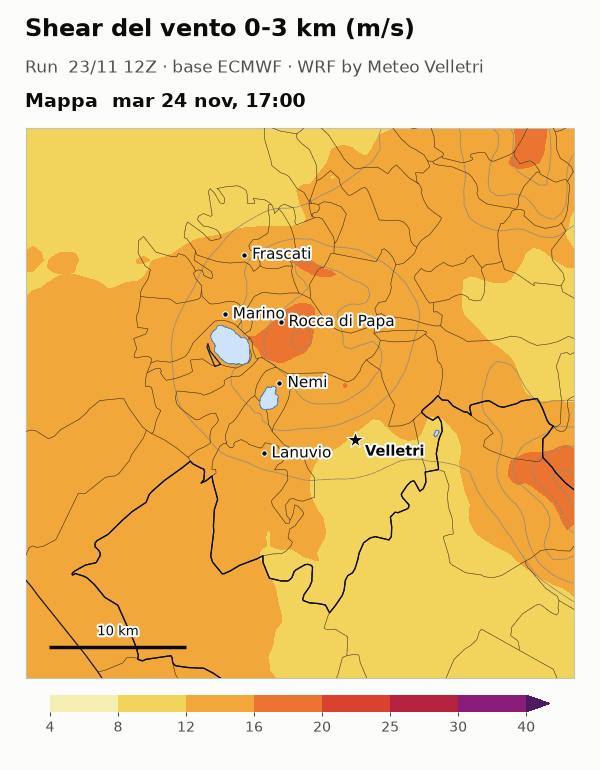 Shear del vento 0-3 km (m/s)
Run  23/11 12Z · base ECMWF · WRF by Meteo Velletri
Mappa  mar 24 nov, 17:00
Frascati
Marino
Rocca di Papa
Nemi
Velletri
Lanuvio
10 km
4 8 12 16 20 25 30 40